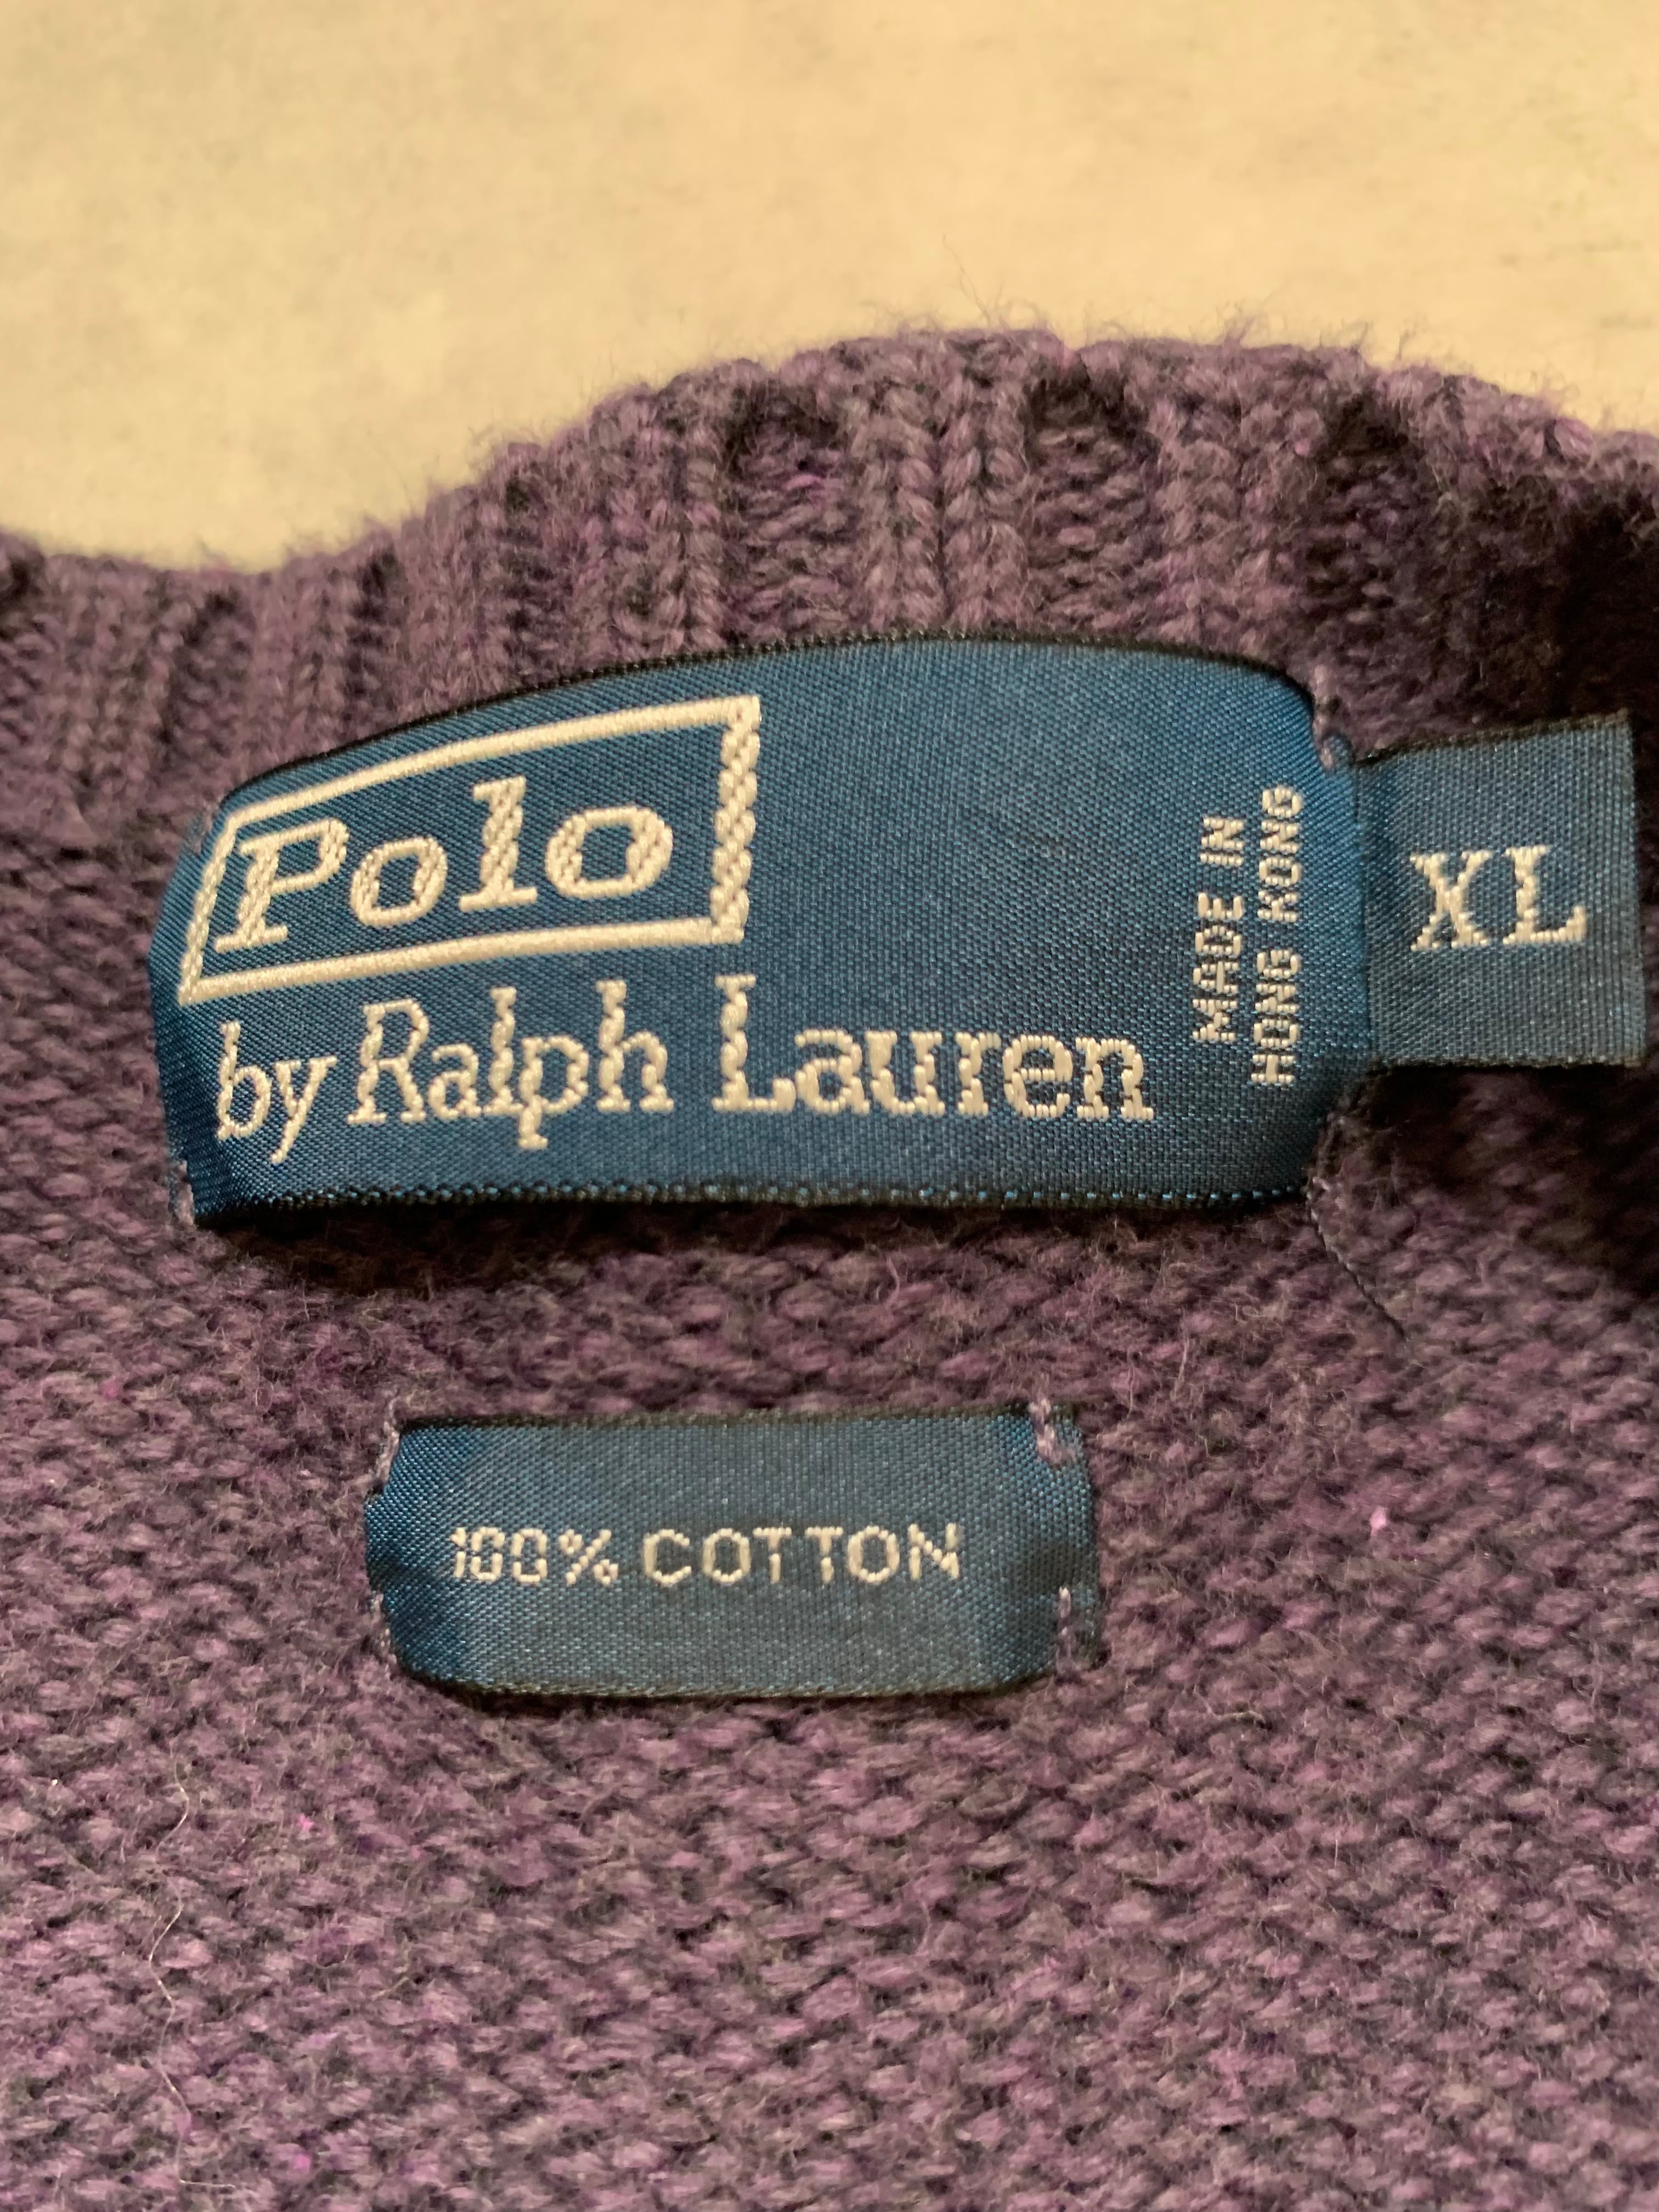 Polo
by Ralph Lauren
MADE IN
HONG KONG
XL
100% COTTON